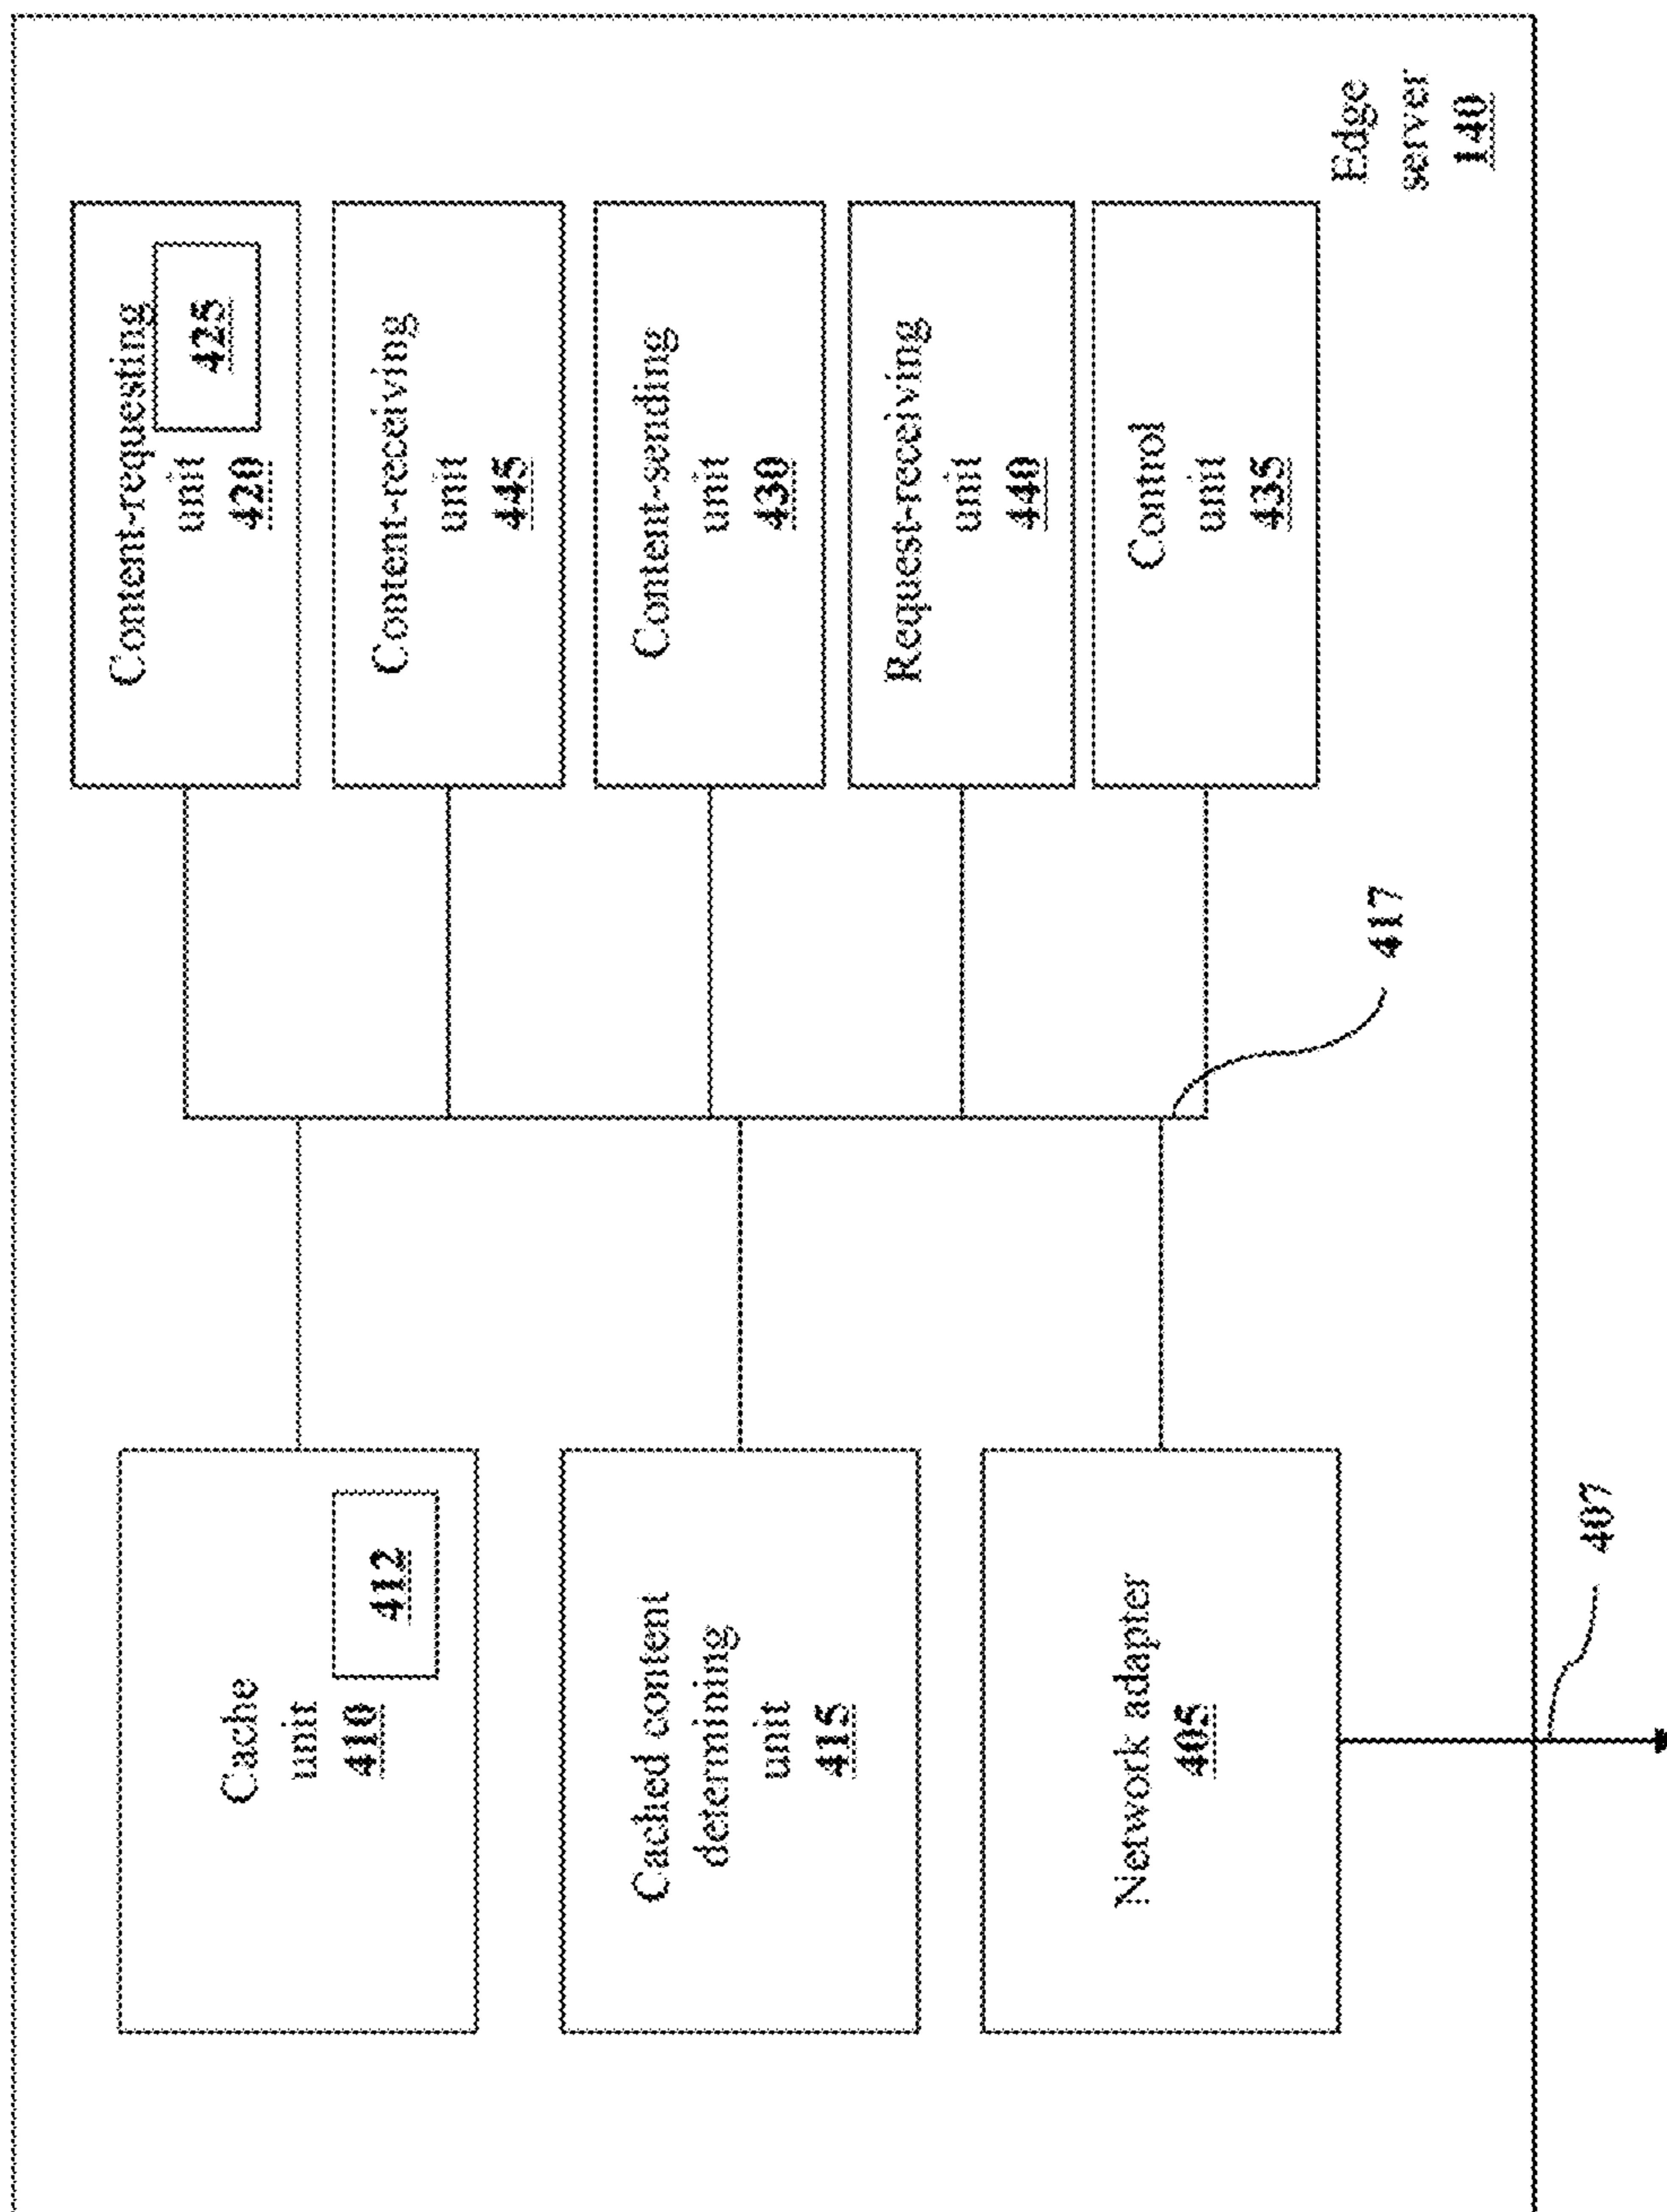 Cache
unit
410
412
Cached content
determining
unit
415
Network adapter
405
407
417
Content-requesting
unit
420
425
Content-receiving
unit
445
Content-sending
unit
430
Request-receiving
unit
440
Control
unit
435
Edge
server
140